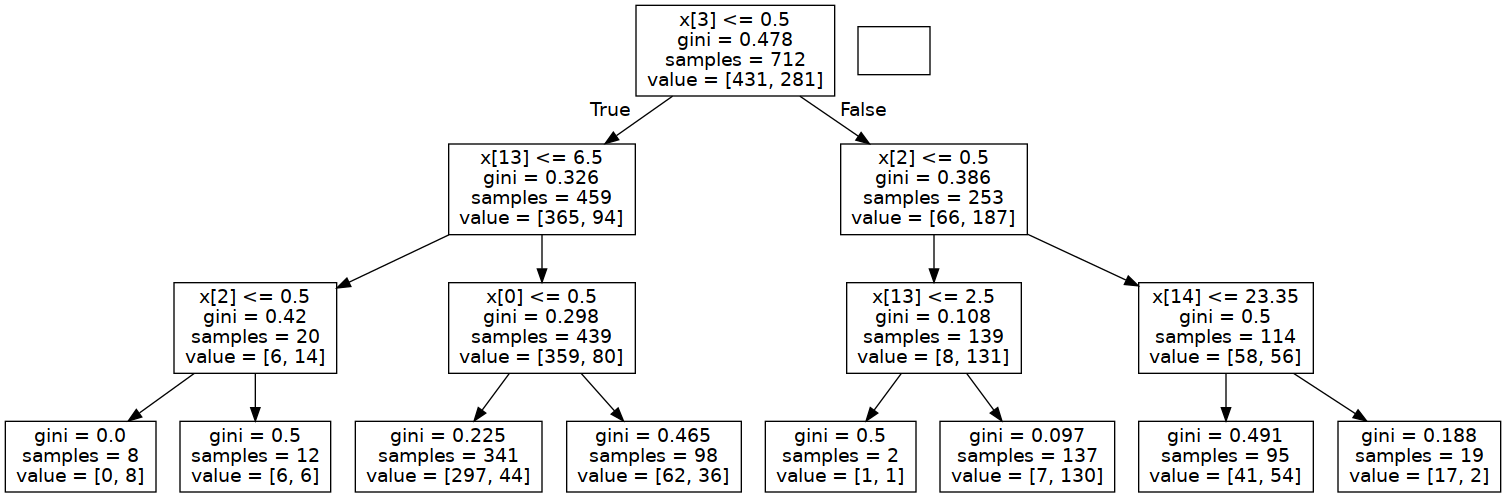 x[3] <= 0.5
gini = 0.478
samples = 712
value = [431, 281]
True
False
x[13] <= 6.5
gini = 0.326
samples = 459
value = [365, 94]
x[2] <= 0.5
gini = 0.386
samples = 253
value = [66, 187]
x[2] <= 0.5
gini = 0.42
samples = 20
value = [6, 14]
x[0] <= 0.5
gini = 0.298
samples = 439
value = [359, 80]
x[13] <= 2.5
gini = 0.108
samples = 139
value = [8, 131]
x[14] <= 23.35
gini = 0.5
samples = 114
value = [58, 56]
gini = 0.0
samples = 8
value = [0, 8]
gini = 0.5
samples = 12
value = [6, 6]
gini = 0.225
samples = 341
value = [297, 44]
gini = 0.465
samples = 98
value = [62, 36]
gini = 0.5
samples = 2
value = [1, 1]
gini = 0.097
samples = 137
value = [7, 130]
gini = 0.491
samples = 95
value = [41, 54]
gini = 0.188
samples = 19
value = [17, 2]